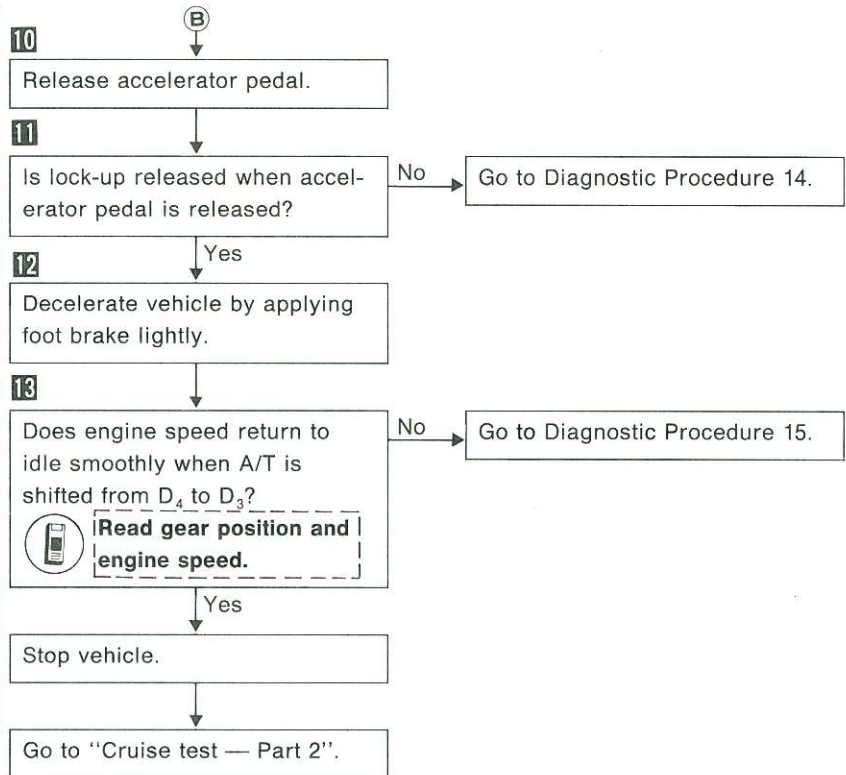 B
10
Release accelerator pedal.
11
Is lock-up released when accel-
erator pedal is released?
No
Go to Diagnostic Procedure 14.
Yes
12
Decelerate vehicle by applying
foot brake lightly.
13
Does engine speed return to
idle smoothly when A/T is
shifted from D₄ to D₃?
Read gear position and
engine speed.
No
Go to Diagnostic Procedure 15.
Yes
Stop vehicle.
Go to "Cruise test — Part 2".